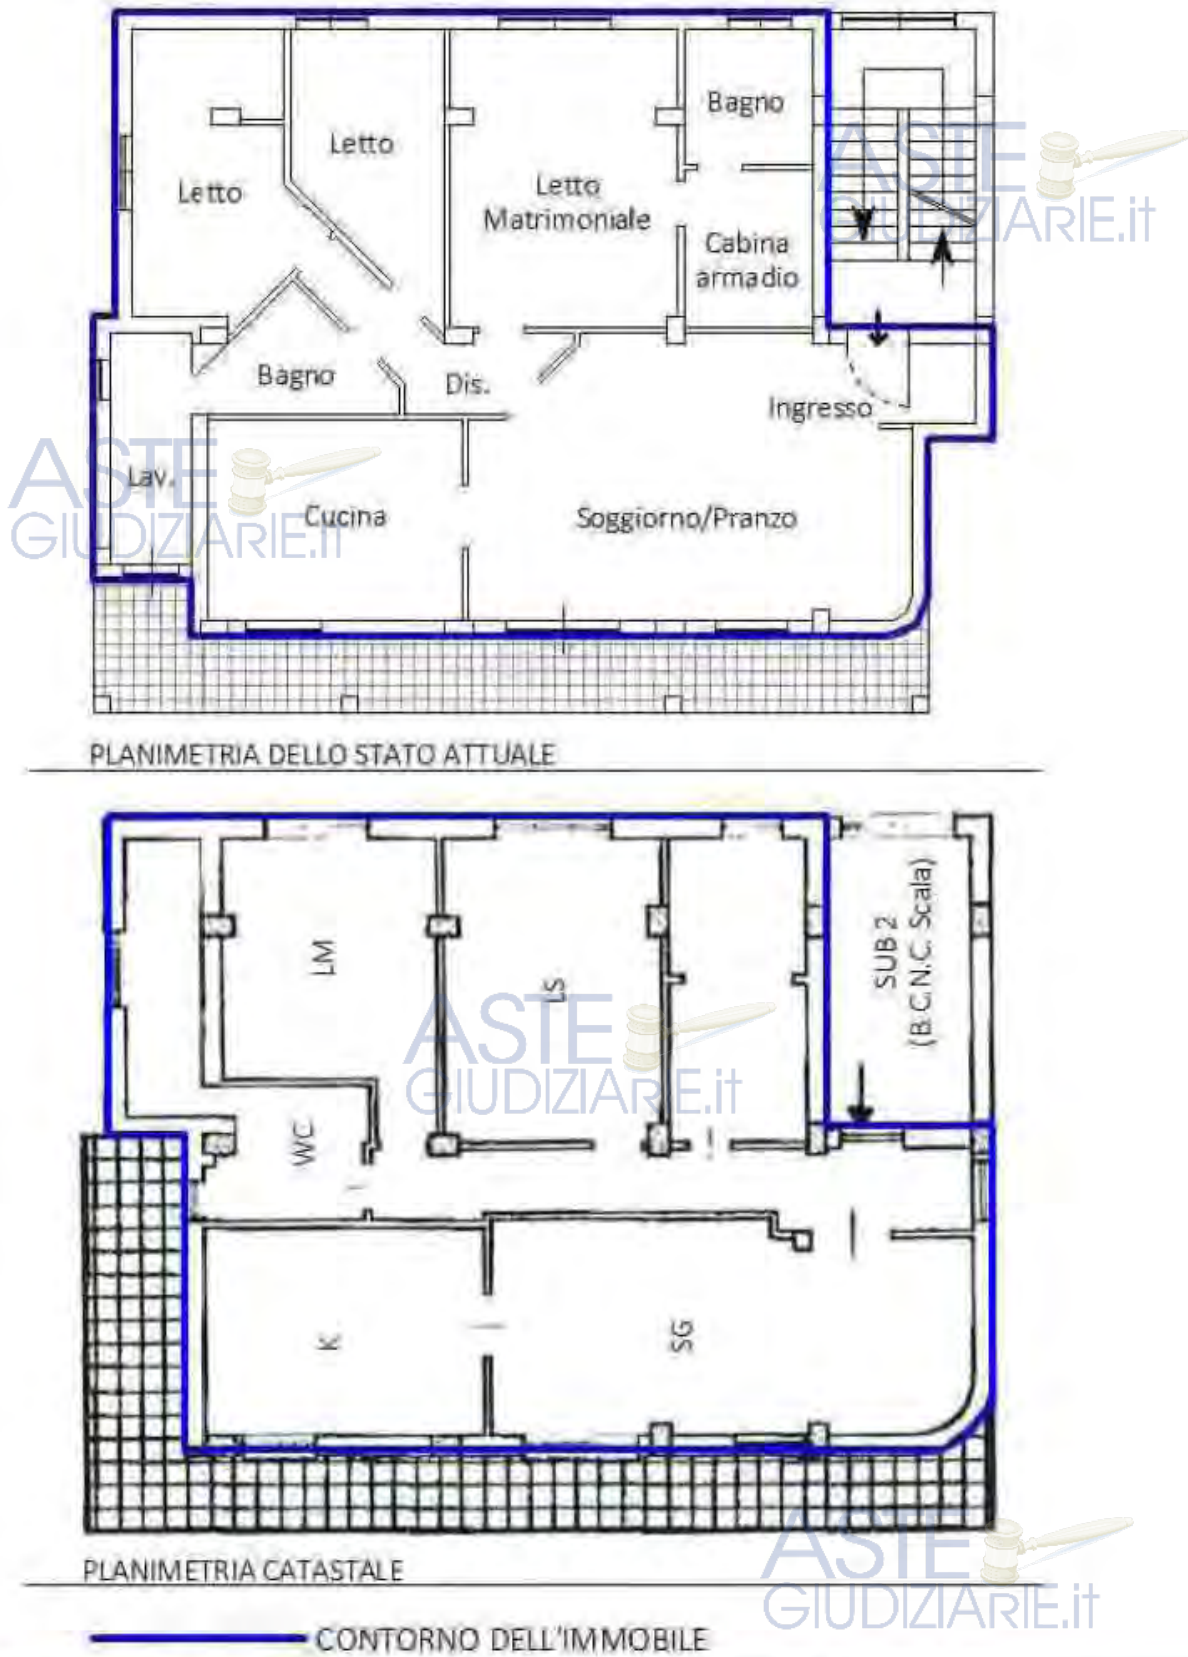 Bagno
Letto
Letto
Letto
Matrimoniale
ASTE
GIUDIZIARIE.it
Cabina
armadio
Bagno
Dis.
Ingresso
ASTE
GIUDIZIARIE.it
Lav.
Cucina
Soggiorno/Pranzo
PLANIMETRIA DELLO STATO ATTUALE
LM
LS
SUB 2
(B.C.N.C. Scala)
ASTE
GIUDIZIARIE.it
WC
K
SG
ASTE
GIUDIZIARIE.it
PLANIMETRIA CATASTALE
CONTORNO DELL'IMMOBILE